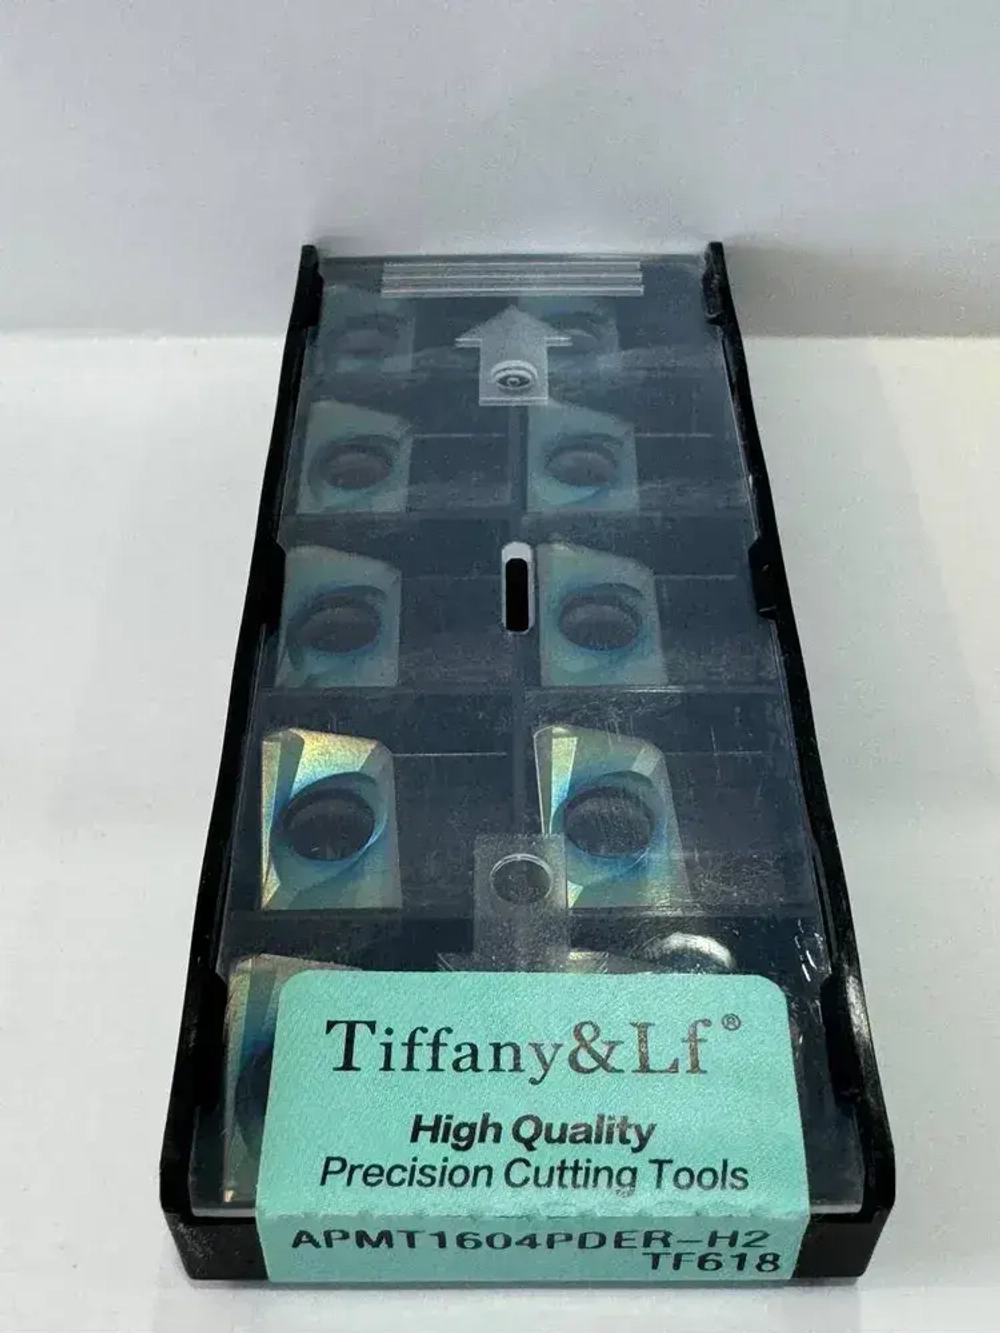 Tiffany&Lf®
High Quality
Precision Cutting Tools
APMT1604PDER-H2
TF618